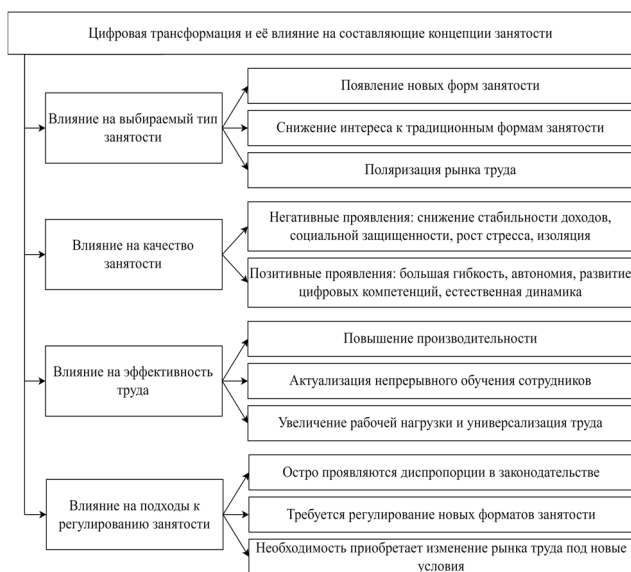 Цифровая трансформация и её влияние на составляющие концепции занятости
Влияние на выбираемый тип
занятости
Появление новых форм занятости
Снижение интереса к традиционным формам занятости
Поляризация рынка труда
Влияние на качество
занятости
Негативные проявления: снижение стабильности доходов,
социальной защищенности, рост стресса, изоляция
Позитивные проявления: большая гибкость, автономия, развитие
цифровых компетенций, естественная динамика
Влияние на эффективность
труда
Повышение производительности
Актуализация непрерывного обучения сотрудников
Увеличение рабочей нагрузки и универсализация труда
Влияние на подходы к
регулированию занятости
Остро проявляются диспропорции в законодательстве
Требуется регулирование новых форматов занятости
Необходимость приобретает изменение рынка труда под новые
условия